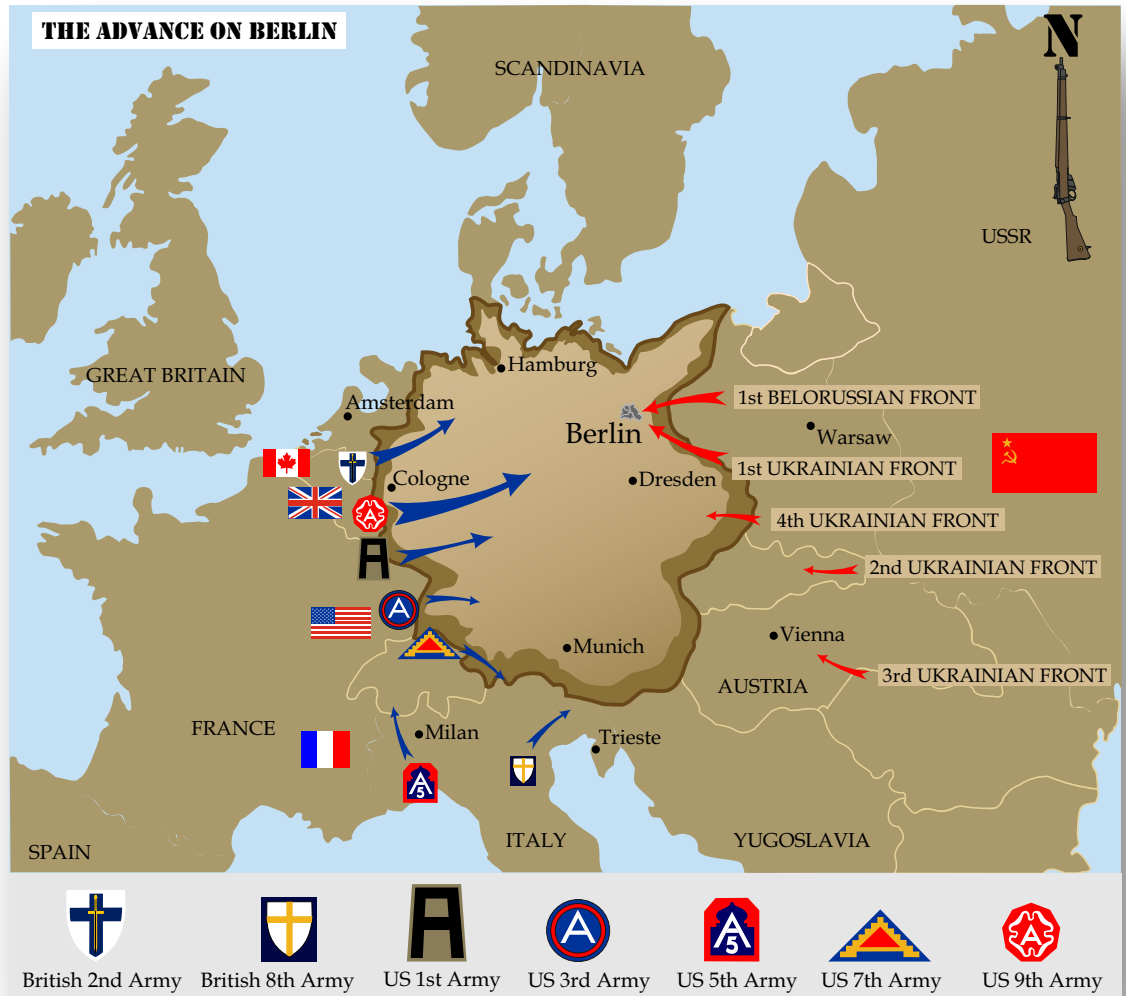 THE ADVANCE ON BERLIN
N
SCANDINAVIA
USSR
GREAT BRITAIN
Hamburg
Amsterdam
1st BELORUSSIAN FRONT
Berlin
Warsaw
1st UKRAINIAN FRONT
Cologne
Dresden
A
4th UKRAINIAN FRONT
A
2nd UKRAINIAN FRONT
A
Munich
Vienna
3rd UKRAINIAN FRONT
AUSTRIA
FRANCE
Milan
Trieste
A
5
ITALY
YUGOSLAVIA
SPAIN
A
A
A
5
A
British 2nd Army
British 8th Army
US 1st Army
US 3rd Army
US 5th Army
US 7th Army
US 9th Army